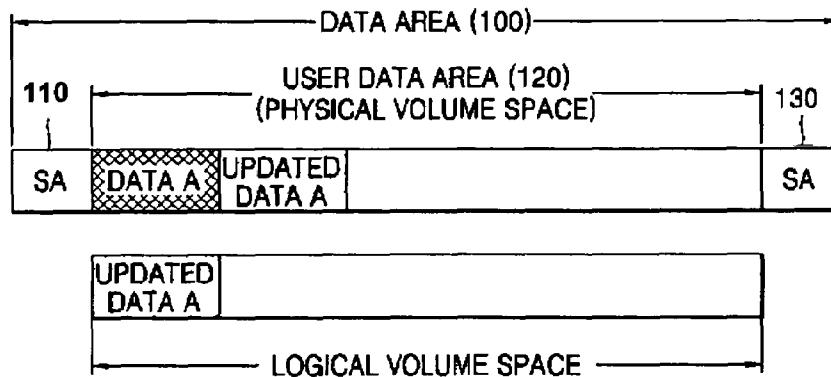 DATA AREA (100)
USER DATA AREA (120)
(PHYSICAL VOLUME SPACE)
110
130
SA
DATA A
UPDATED
DATA A
SA
UPDATED
DATA A
LOGICAL VOLUME SPACE